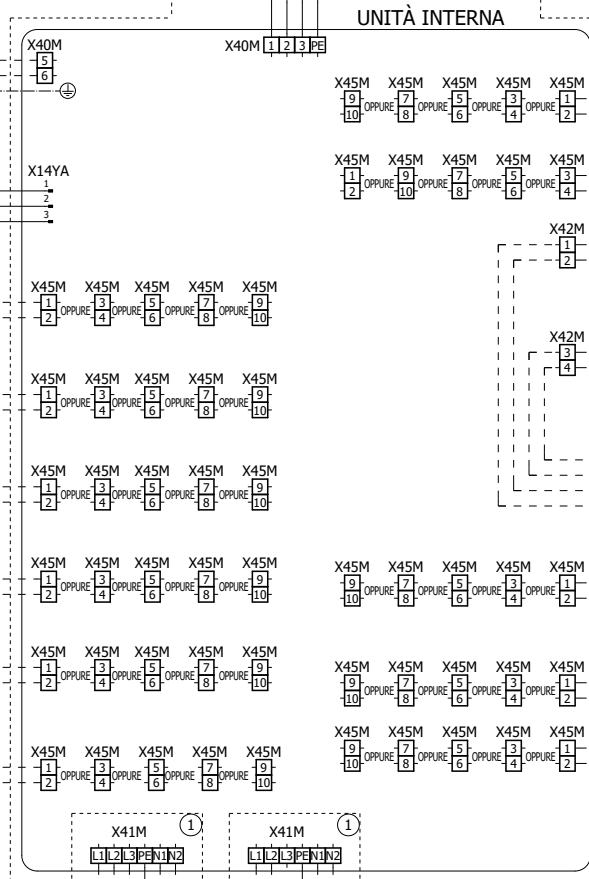 UNITÀ INTERNA
X40M
5
6
X40M 1 2 3 PE
X45M X45M X45M X45M X45M
9 OPPURE 7 OPPURE 5 OPPURE 3 OPPURE 1
10 8 6 4 2
X45M X45M X45M X45M X45M
1 OPPURE 9 OPPURE 7 OPPURE 5 OPPURE 3
2 10 8 6 4
X14YA
1
2
3
X42M
1
2
X45M X45M X45M X45M X45M
1 OPPURE 3 OPPURE 5 OPPURE 7 OPPURE 9
2 4 6 8 10
X42M
3
4
X45M X45M X45M X45M X45M
1 OPPURE 3 OPPURE 5 OPPURE 7 OPPURE 9
2 4 6 8 10
X45M X45M X45M X45M X45M
1 OPPURE 3 OPPURE 5 OPPURE 7 OPPURE 9
2 4 6 8 10
X45M X45M X45M X45M X45M
1 OPPURE 3 OPPURE 5 OPPURE 7 OPPURE 9
2 4 6 8 10
X45M X45M X45M X45M X45M
9 OPPURE 7 OPPURE 5 OPPURE 3 OPPURE 1
10 8 6 4 2
X45M X45M X45M X45M X45M
1 OPPURE 3 OPPURE 5 OPPURE 7 OPPURE 9
2 4 6 8 10
X45M X45M X45M X45M X45M
9 OPPURE 7 OPPURE 5 OPPURE 3 OPPURE 1
10 8 6 4 2
X45M X45M X45M X45M X45M
9 OPPURE 7 OPPURE 5 OPPURE 3 OPPURE 1
10 8 6 4 2
X45M X45M X45M X45M X45M
1 OPPURE 3 OPPURE 5 OPPURE 7 OPPURE 9
2 4 6 8 10
X41M 1
L1 L2 L3 PE N1 N2
X41M 1
L1 L2 L3 PE N1 N2